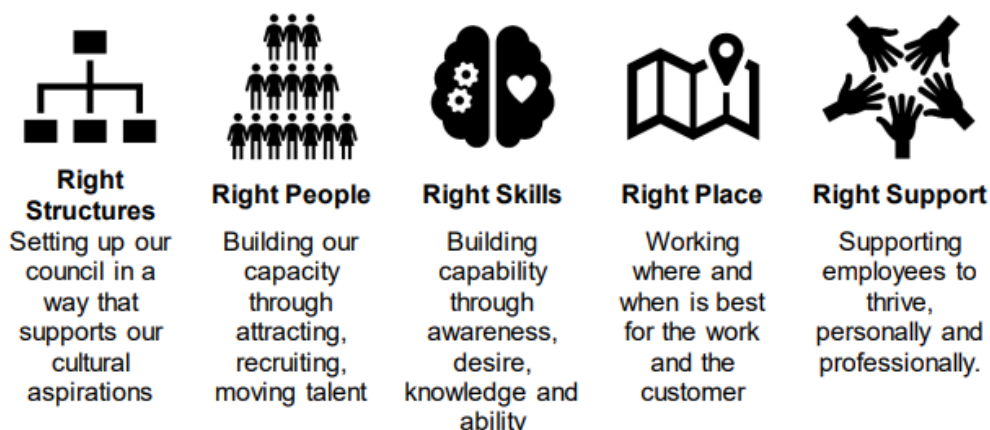 Right
Structures
Setting up our
council in a
way that
supports our
cultural
aspirations
Right People
Building our
capacity
through
attracting,
recruiting,
moving talent
Right Skills
Building
capability
through
awareness,
desire,
knowledge and
ability
Right Place
Working
where and
when is best
for the work
and the
customer
Right Support
Supporting
employees to
thrive,
personally and
professionally.